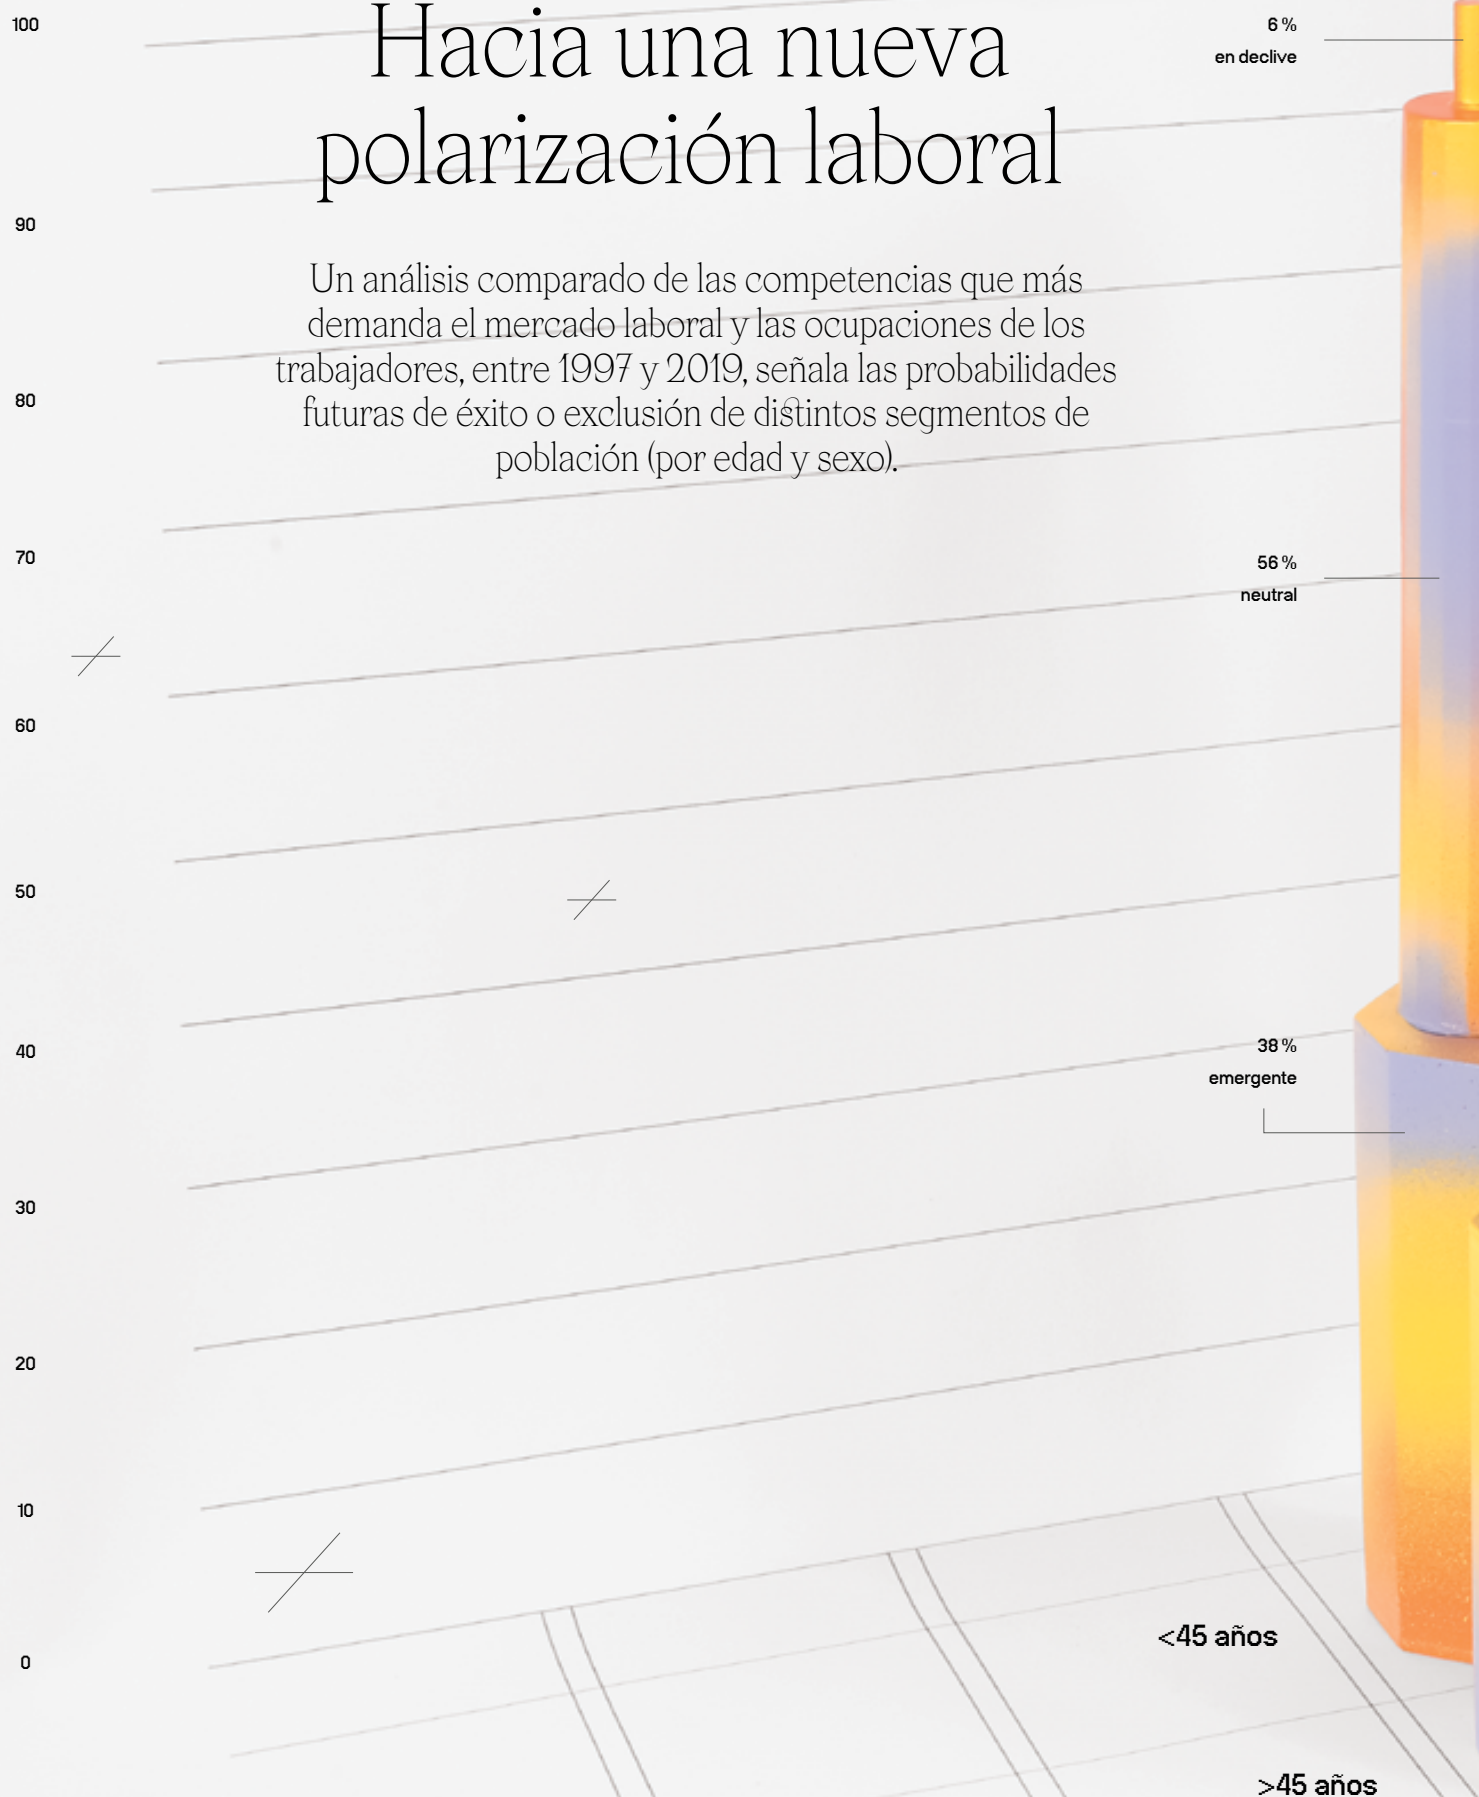 Hacia una nueva
polarización laboral
Un análisis comparado de las competencias que más
demanda el mercado laboral y las ocupaciones de los
trabajadores, entre 1997 y 2019, señala las probabilidades
futuras de éxito o exclusión de distintos segmentos de
población (por edad y sexo).
100
90
80
70
60
50
40
30
20
10
0
6 %
en declive
56 %
neutral
38 %
emergente
<45 años
>45 años